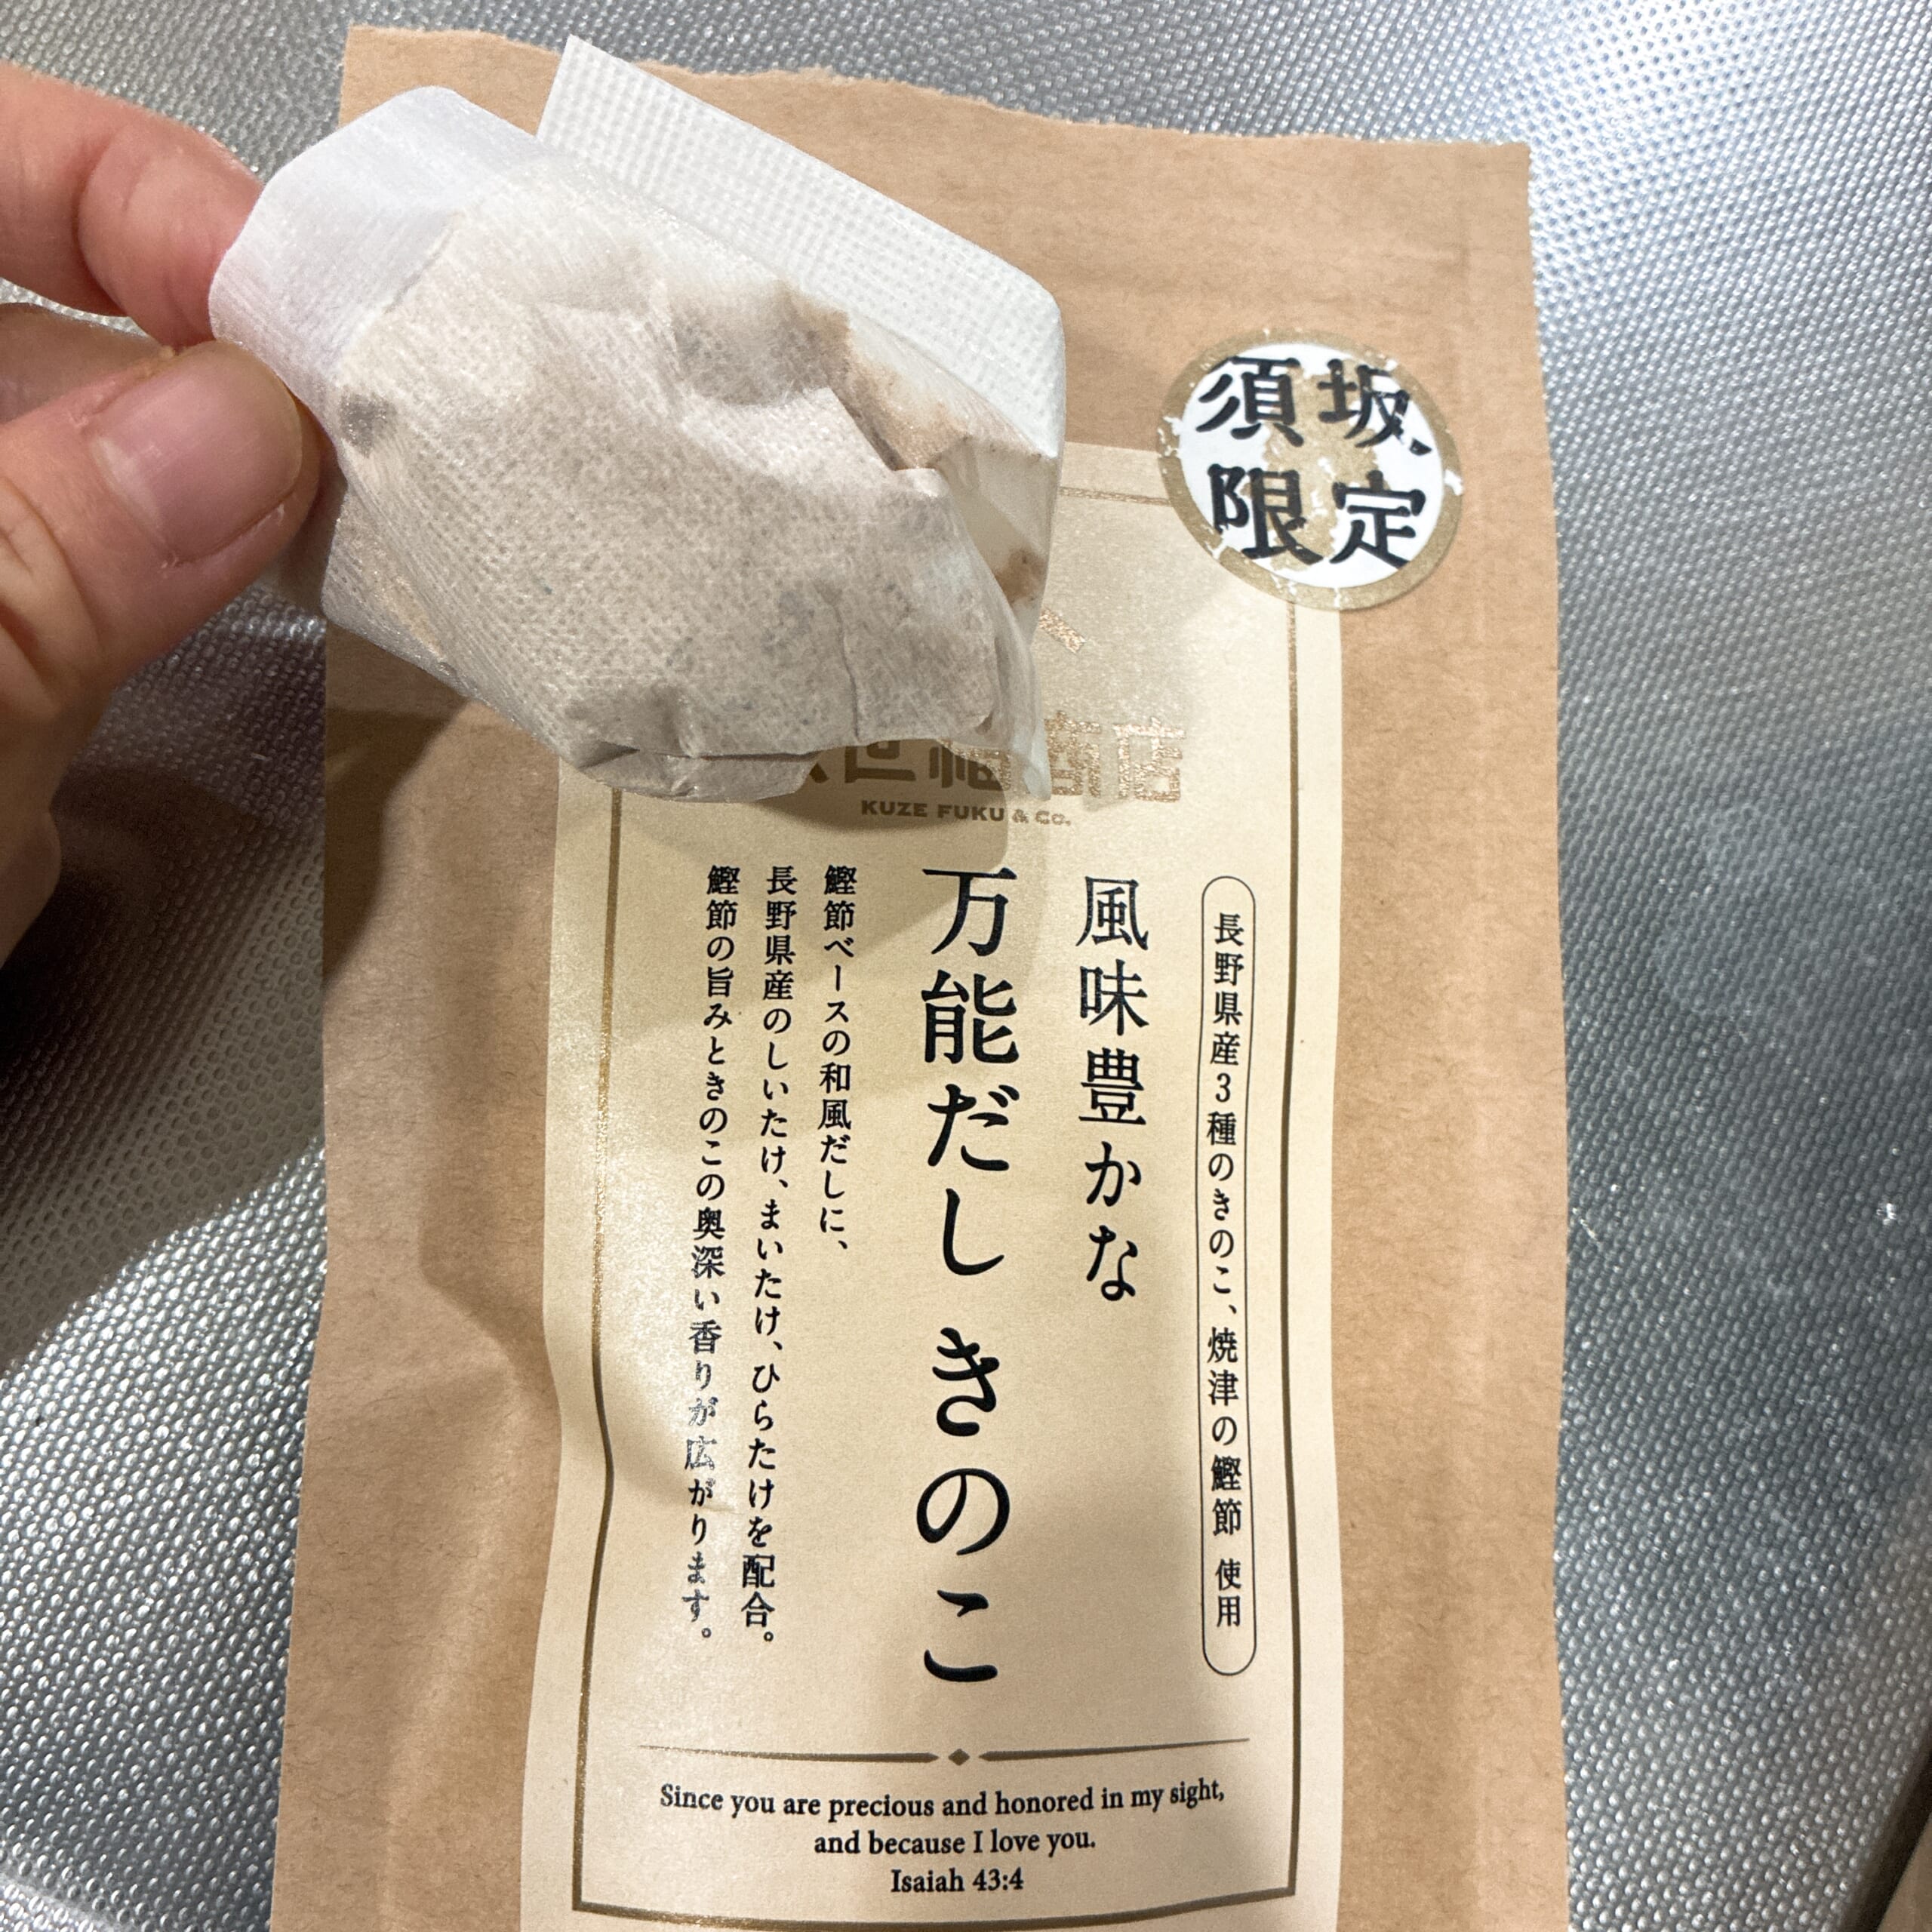 須坂
限定
商店
KUZE FUKU & Co.
長野県産3種のきのこ、焼津の鰹節 使用
風味豊かな
万能だし きのこ
鰹節ベースの和風だしに、
長野県産のしいたけ、まいたけ、ひらたけを配合。
鰹節の旨みときのこの奥深い香りが広がります。
Since you are precious and honored in my sight,
and because I love you.
Isaiah 43:4